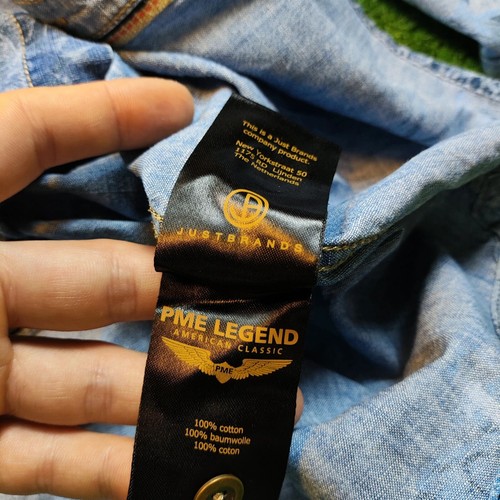 This is a Just Brands
company product.
New Yorkstraat 50
1175 RD Lijnden
The Netherlands
JB
JUSTBRANDS
PME LEGEND
AMERICAN CLASSIC
PME
100% cotton
100% baumwolle
100% coton